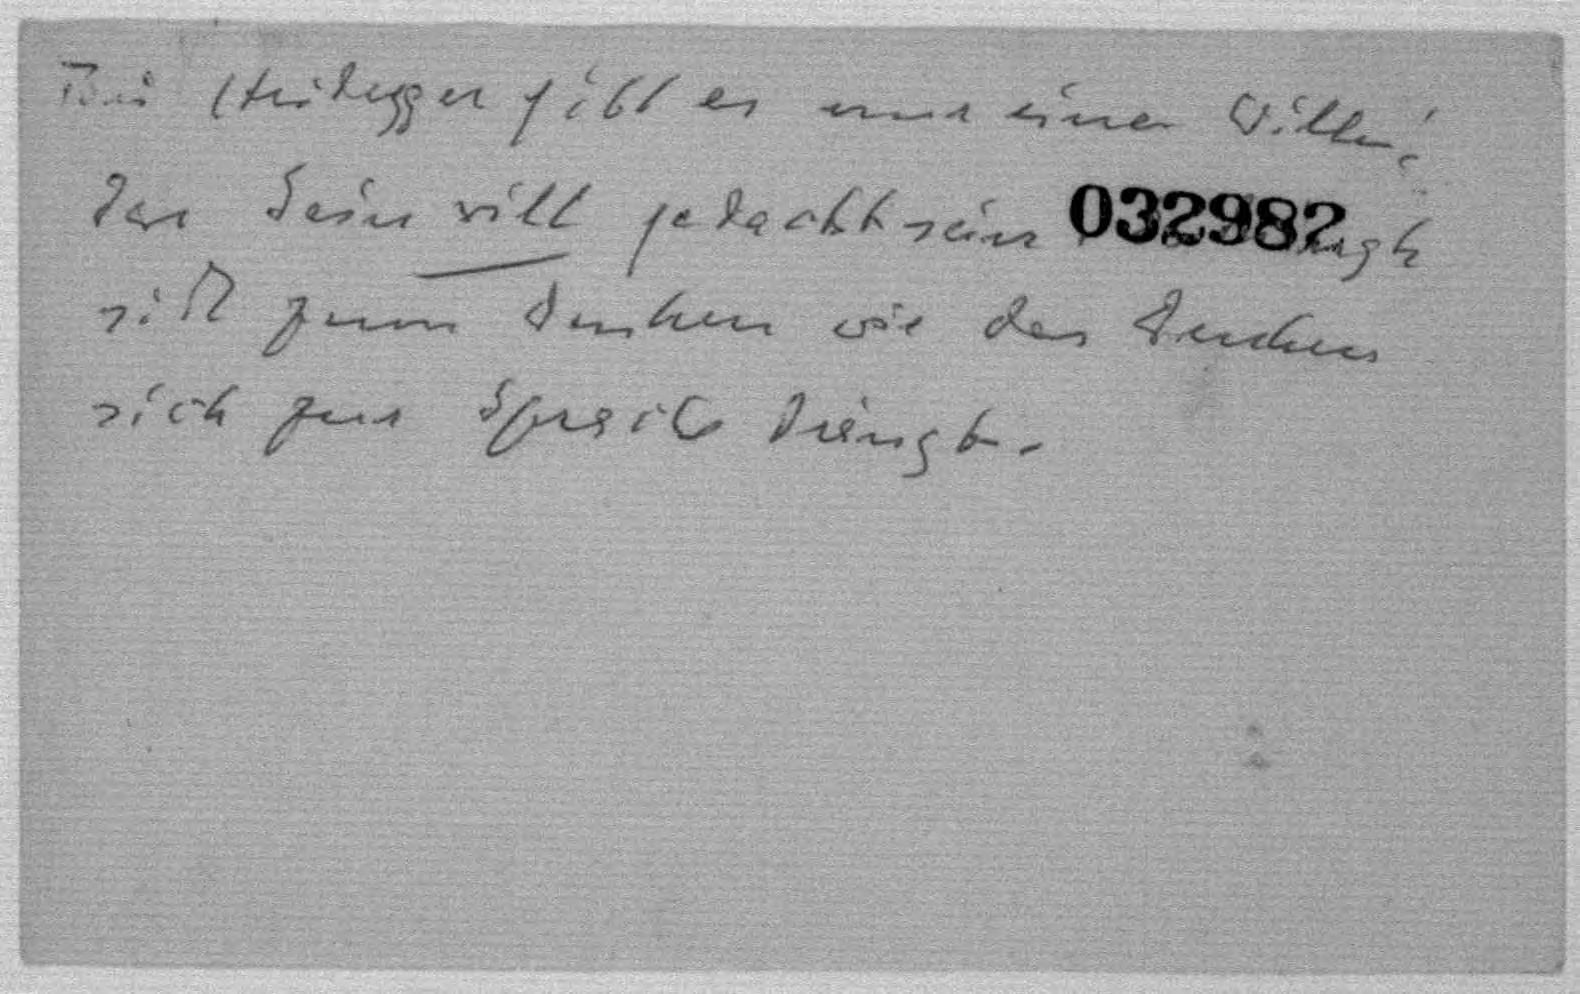 Bei Heidegger gibt es nur einen Willen:
das Sein will gedacht sein 032982
sich zum Denken wie das Denken
sich zur Sprache drängt.